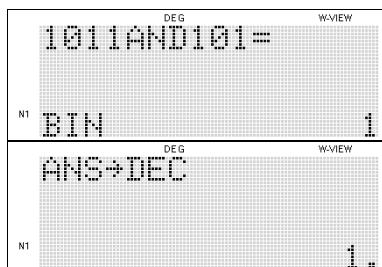 DEG W-VIEW
1011AND101=
N1 BIN 1
DEG W-VIEW
ANS→DEC
N1 1.